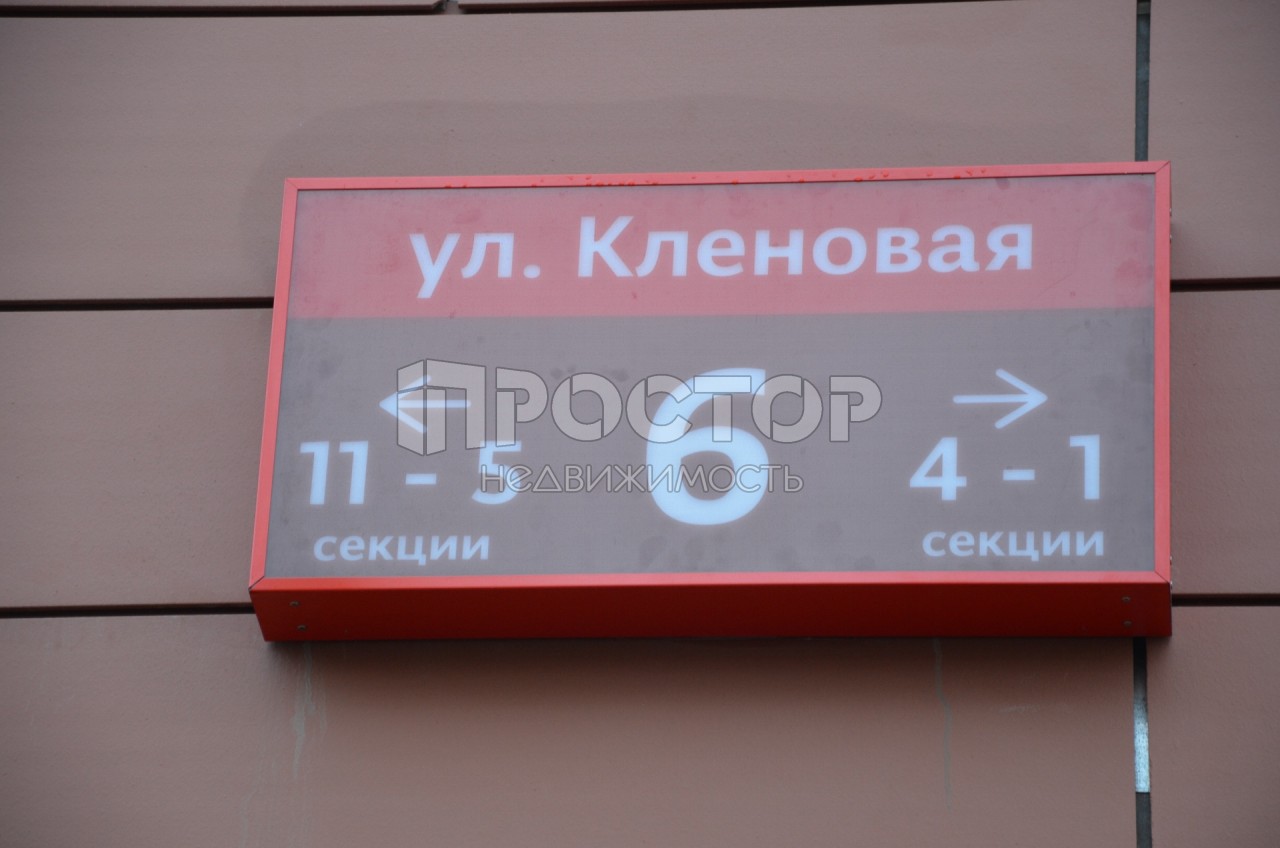 ул. Кленовая
← 6 →
11 - 5 4 - 1
секции секции
ПРОСТОР
НЕДВИЖИМОСТЬ